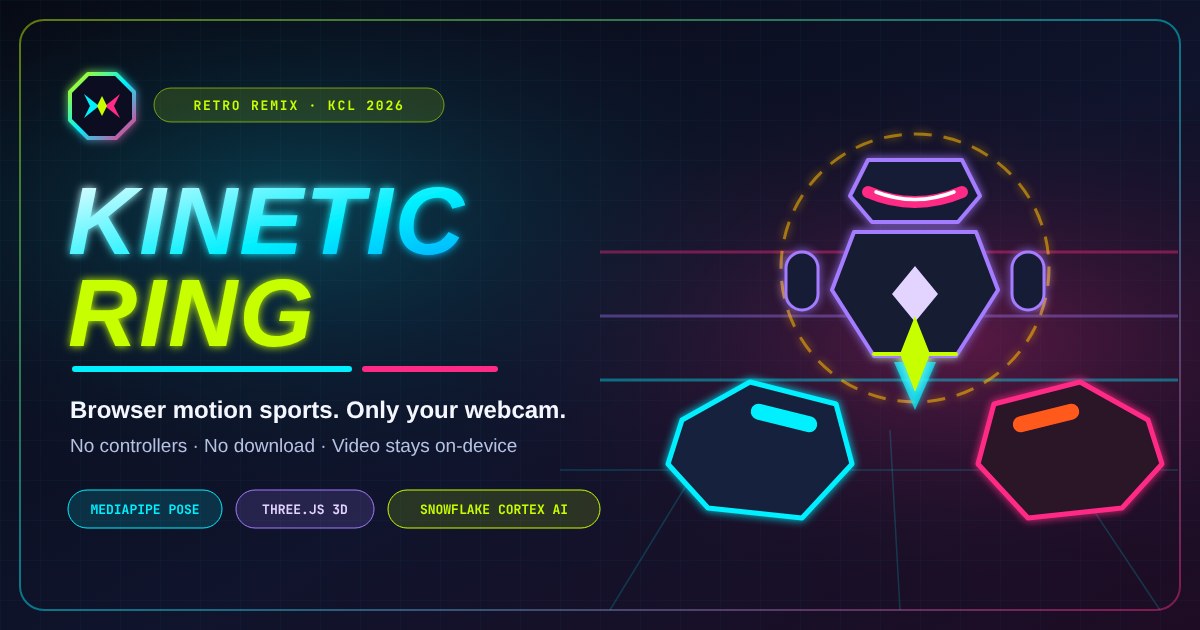 RETRO REMIX · KCL 2026
KINETIC
RING
Browser motion sports. Only your webcam.
No controllers · No download · Video stays on-device
MEDIAPIPE POSE
THREE.JS 3D
SNOWFLAKE CORTEX AI